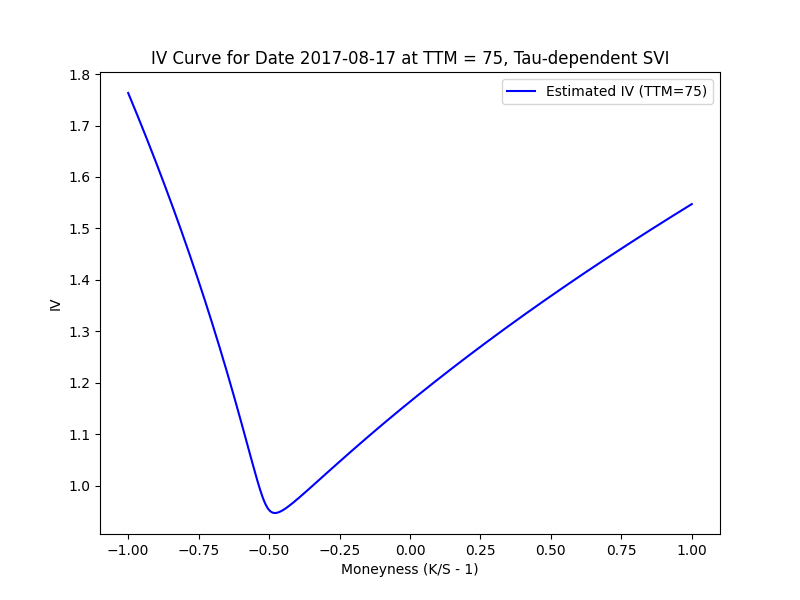 IV Curve for Date 2017-08-17 at TTM = 75, Tau-dependent SVI
Estimated IV (TTM=75)
1.8
1.7
1.6
1.5
1.4
1.3
1.2
1.1
1.0
IV
−1.00 −0.75 −0.50 −0.25 0.00 0.25 0.50 0.75 1.00
Moneyness (K/S - 1)